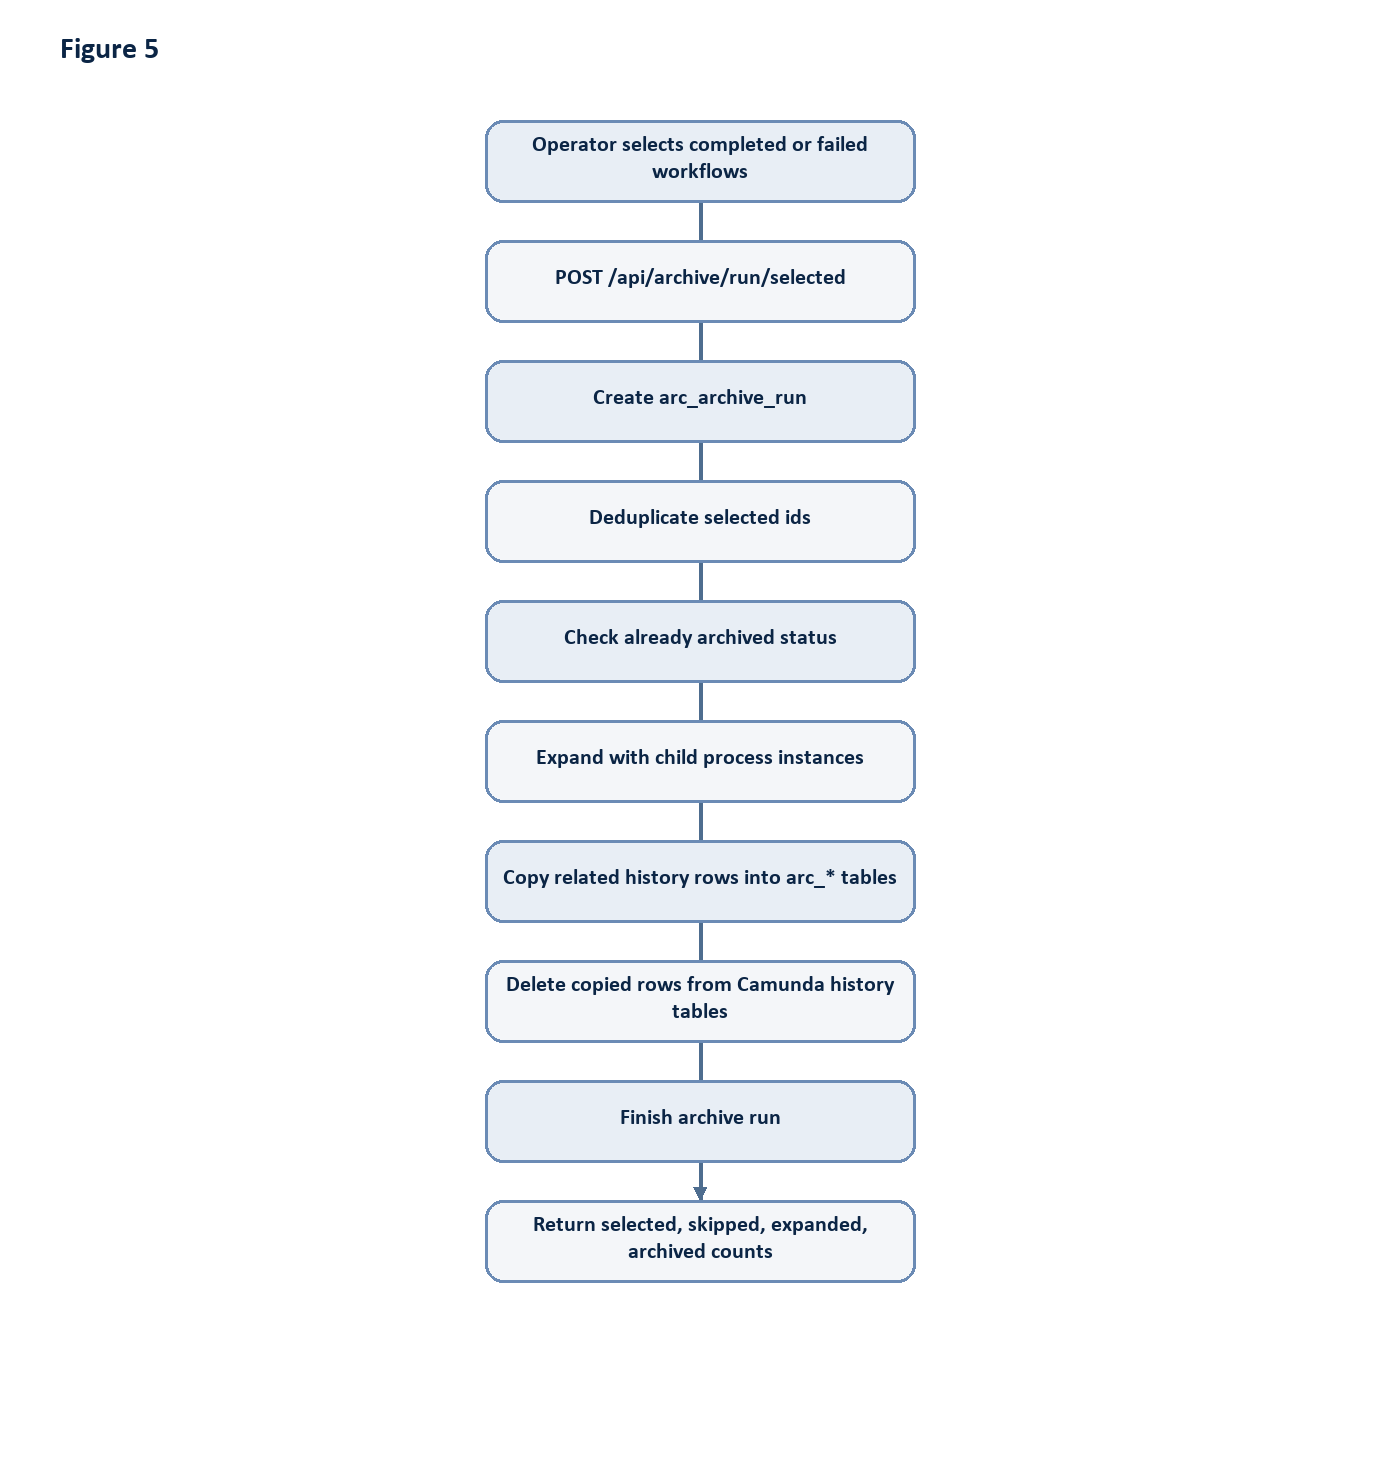 Figure 5
Operator selects completed or failed
workflows
POST /api/archive/run/selected
Create arc_archive_run
Deduplicate selected ids
Check already archived status
Expand with child process instances
Copy related history rows into arc_* tables
Delete copied rows from Camunda history
tables
Finish archive run
Return selected, skipped, expanded,
archived counts